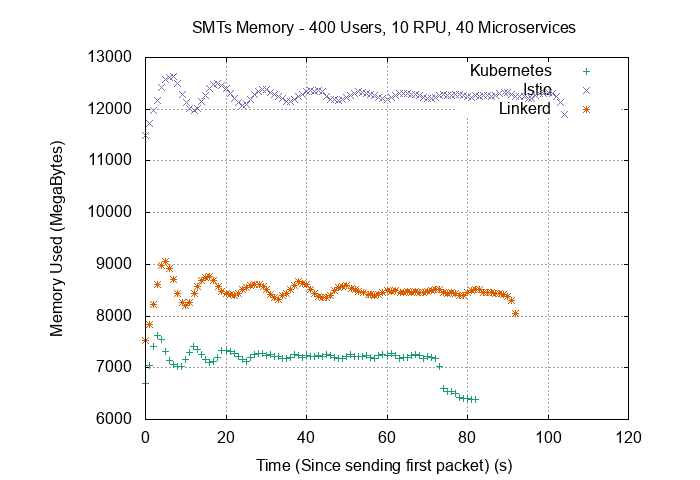 SMTs Memory - 400 Users, 10 RPU, 40 Microservices
13000
12000
11000
10000
9000
8000
7000
6000
Memory Used (MegaBytes)
Kubernetes
Istio
Linkerd
0 20 40 60 80 100 120
Time (Since sending first packet) (s)